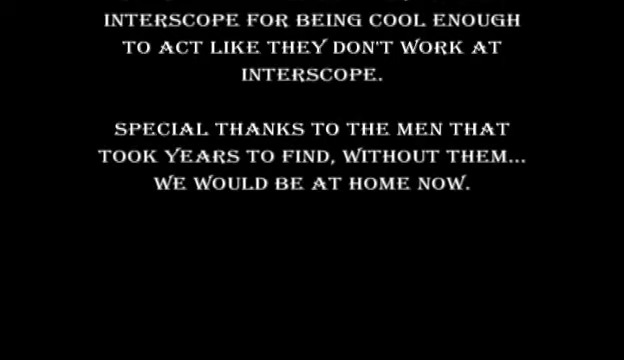 INTERSCOPE FOR BEING COOL ENOUGH
TO ACT LIKE THEY DON'T WORK AT
INTERSCOPE.
SPECIAL THANKS TO THE MEN THAT
TOOK YEARS TO FIND, WITHOUT THEM...
WE WOULD BE AT HOME NOW.